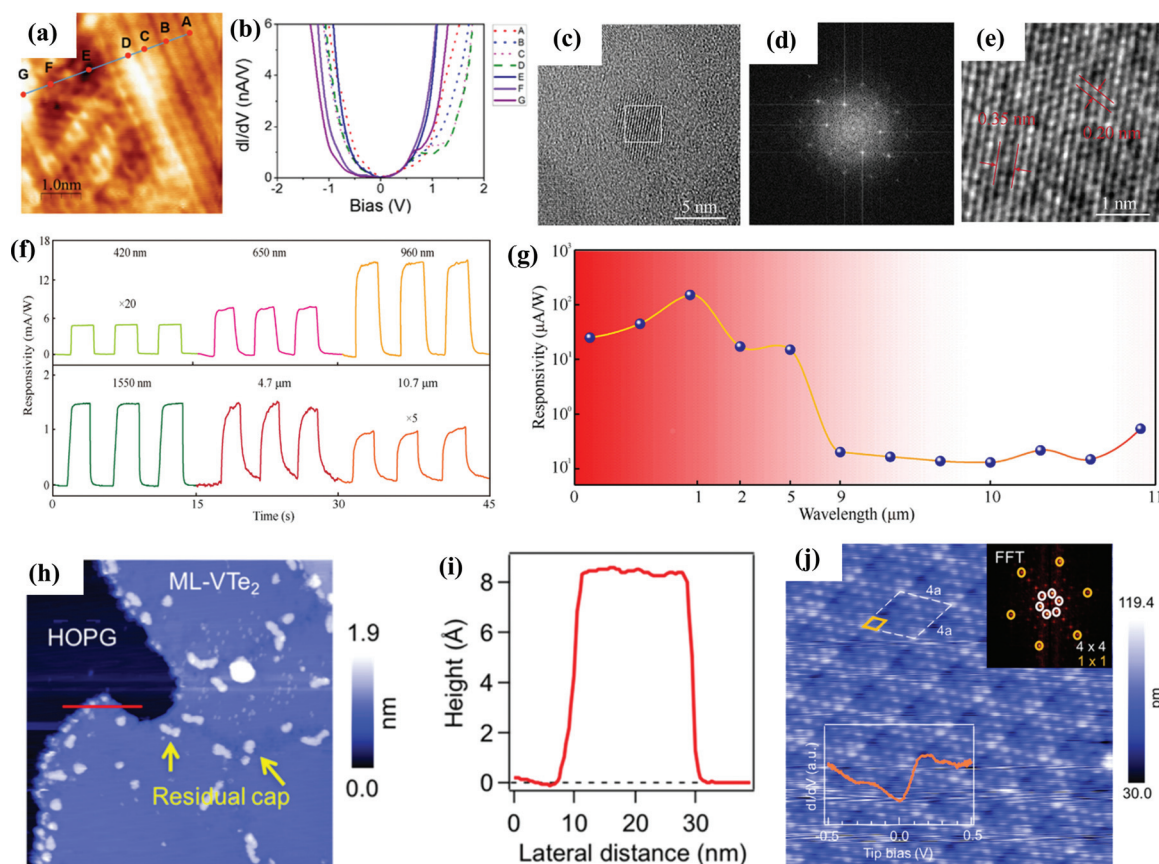 (a)
A
B
C
D
E
F
G
1.0nm
(b)
dI/dV (nA/V)
6
4
2
0
-2
-1
0
1
2
Bias (V)
A
B
C
D
E
F
G
(c)
5 nm
(d)
(e)
0.35 nm
0.20 nm
1 nm
(f)
Responsivity (mA/W)
18
12
6
0
420 nm
650 nm
960 nm
×20
2
1
0
1550 nm
4.7 μm
10.7 μm
×5
0
15
30
45
Time (s)
(g)
Responsivity (μA/W)
10³
10²
10¹
10⁰
10¹
0
1
2
5
9
10
11
Wavelength (μm)
(h)
ML-VTe₂
HOPG
Residual cap
1.9
nm
0.0
(i)
Height (Å)
8
6
4
2
0
0
10
20
30
Lateral distance (nm)
(j)
4a
4a
FFT
4 x 4
1 x 1
119.4
pm
30.0
dI/dV (a.u.)
-0.5
0.0
0.5
Tip bias (V)